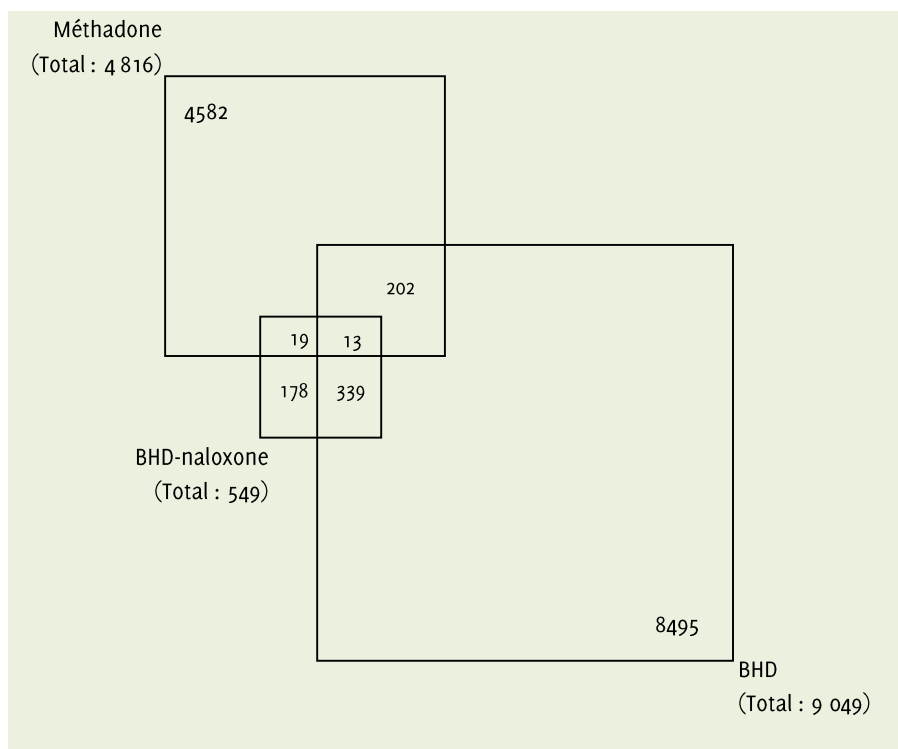 Méthadone
(Total : 4 816)
4582
202
19
13
178
339
BHD-naloxone
(Total : 549)
8495
BHD
(Total : 9 049)